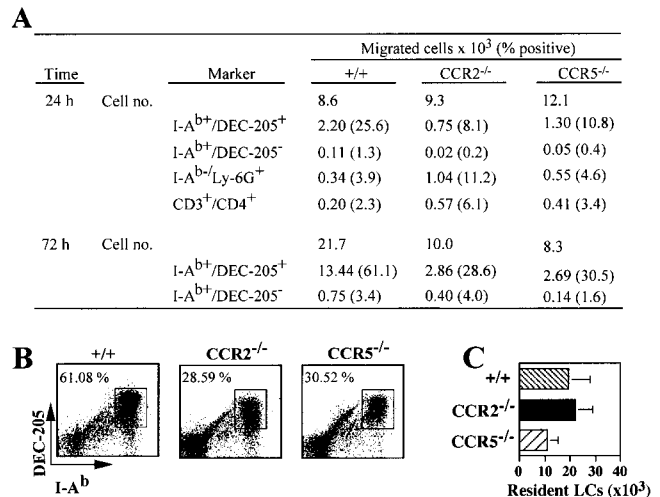 A
Migrated cells x 10³ (% positive)
Time Marker +/+ CCR2⁻/⁻ CCR5⁻/⁻
24 h Cell no. 8.6 9.3 12.1
I-Aᵇ⁺/DEC-205⁺ 2.20 (25.6) 0.75 (8.1) 1.30 (10.8)
I-Aᵇ⁺/DEC-205⁻ 0.11 (1.3) 0.02 (0.2) 0.05 (0.4)
I-Aᵇ⁻/Ly-6G⁺ 0.34 (3.9) 1.04 (11.2) 0.55 (4.6)
CD3⁺/CD4⁺ 0.20 (2.3) 0.57 (6.1) 0.41 (3.4)
72 h Cell no. 21.7 10.0 8.3
I-Aᵇ⁺/DEC-205⁺ 13.44 (61.1) 2.86 (28.6) 2.69 (30.5)
I-Aᵇ⁺/DEC-205⁻ 0.75 (3.4) 0.40 (4.0) 0.14 (1.6)
B
+/+ CCR2⁻/⁻ CCR5⁻/⁻
61.08 % 28.59 % 30.52 %
DEC-205
I-Aᵇ
C
+/+
CCR2⁻/⁻
CCR5⁻/⁻
0 10 20 30 40
Resident LCs (x10³)